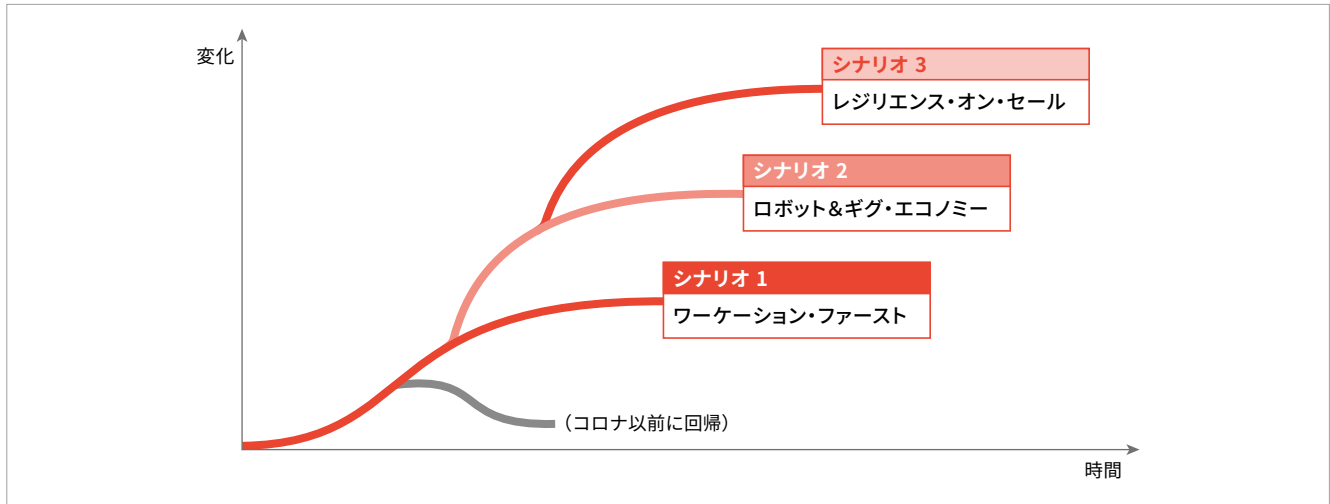 変化
シナリオ 3
レジリエンス・オン・セール
シナリオ 2
ロボット＆ギグ・エコノミー
シナリオ 1
ワーケーション・ファースト
（コロナ以前に回帰）
時間